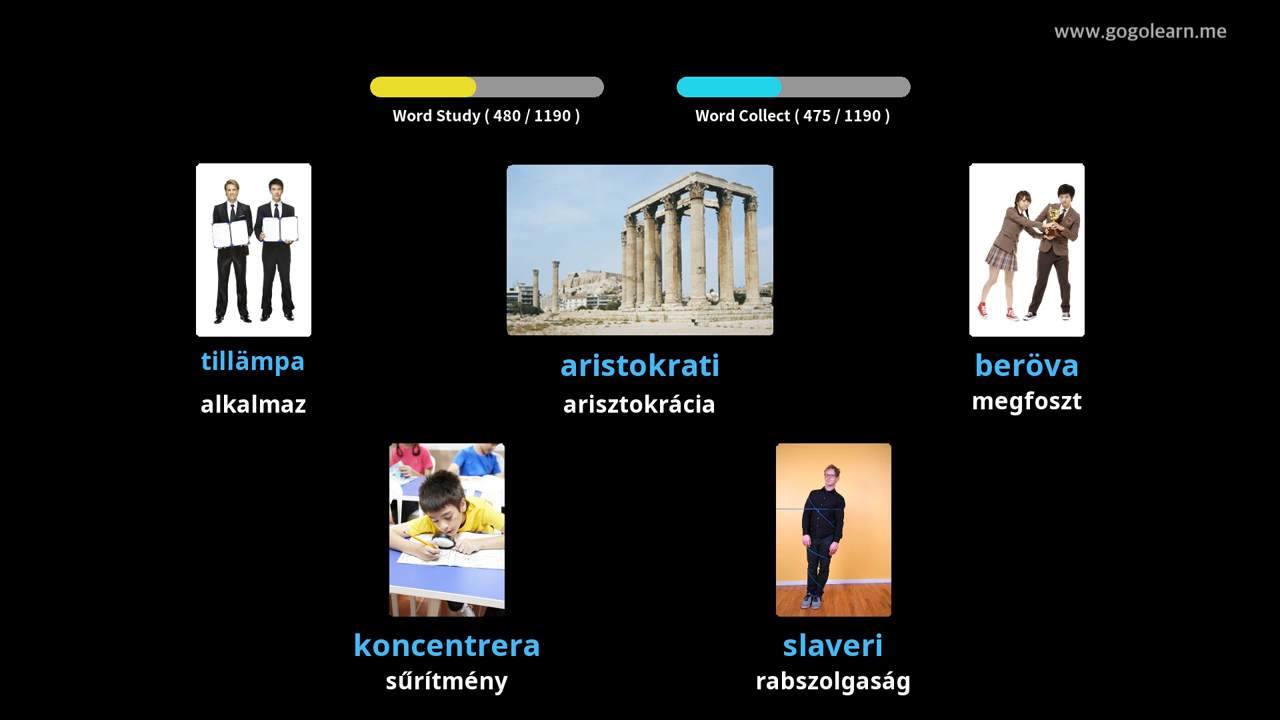 www.gogolearn.me
Word Study ( 480 / 1190 )
Word Collect ( 475 / 1190 )
tillämpa
alkalmaz
aristokrati
arisztokrácia
beröva
megfoszt
koncentrera
sűrítmény
slaveri
rabszolgaság